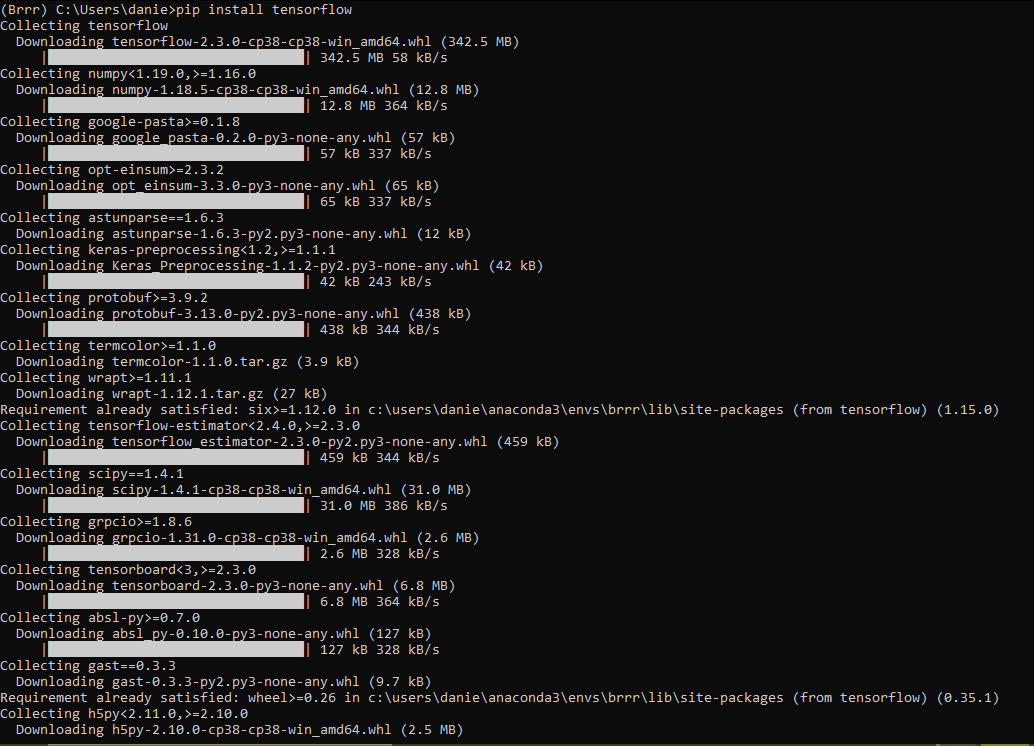 (Brrr) C:\Users\danie>pip install tensorflow
Collecting tensorflow
  Downloading tensorflow-2.3.0-cp38-cp38-win_amd64.whl (342.5 MB)
     |████████████████████████████████| 342.5 MB 58 kB/s
Collecting numpy<1.19.0,>=1.16.0
  Downloading numpy-1.18.5-cp38-cp38-win_amd64.whl (12.8 MB)
     |████████████████████████████████| 12.8 MB 364 kB/s
Collecting google-pasta>=0.1.8
  Downloading google_pasta-0.2.0-py3-none-any.whl (57 kB)
     |████████████████████████████████| 57 kB 337 kB/s
Collecting opt-einsum>=2.3.2
  Downloading opt_einsum-3.3.0-py3-none-any.whl (65 kB)
     |████████████████████████████████| 65 kB 337 kB/s
Collecting astunparse==1.6.3
  Downloading astunparse-1.6.3-py2.py3-none-any.whl (12 kB)
Collecting keras-preprocessing<1.2,>=1.1.1
  Downloading Keras_Preprocessing-1.1.2-py2.py3-none-any.whl (42 kB)
     |████████████████████████████████| 42 kB 243 kB/s
Collecting protobuf>=3.9.2
  Downloading protobuf-3.13.0-py2.py3-none-any.whl (438 kB)
     |████████████████████████████████| 438 kB 344 kB/s
Collecting termcolor>=1.1.0
  Downloading termcolor-1.1.0.tar.gz (3.9 kB)
Collecting wrapt>=1.11.1
  Downloading wrapt-1.12.1.tar.gz (27 kB)
Requirement already satisfied: six>=1.12.0 in c:\users\danie\anaconda3\envs\brrr\lib\site-packages (from tensorflow) (1.15.0)
Collecting tensorflow-estimator<2.4.0,>=2.3.0
  Downloading tensorflow_estimator-2.3.0-py2.py3-none-any.whl (459 kB)
     |████████████████████████████████| 459 kB 344 kB/s
Collecting scipy==1.4.1
  Downloading scipy-1.4.1-cp38-cp38-win_amd64.whl (31.0 MB)
     |████████████████████████████████| 31.0 MB 386 kB/s
Collecting grpcio>=1.8.6
  Downloading grpcio-1.31.0-cp38-cp38-win_amd64.whl (2.6 MB)
     |████████████████████████████████| 2.6 MB 328 kB/s
Collecting tensorboard<3,>=2.3.0
  Downloading tensorboard-2.3.0-py3-none-any.whl (6.8 MB)
     |████████████████████████████████| 6.8 MB 364 kB/s
Collecting absl-py>=0.7.0
  Downloading absl_py-0.10.0-py3-none-any.whl (127 kB)
     |████████████████████████████████| 127 kB 328 kB/s
Collecting gast==0.3.3
  Downloading gast-0.3.3-py2.py3-none-any.whl (9.7 kB)
Requirement already satisfied: wheel>=0.26 in c:\users\danie\anaconda3\envs\brrr\lib\site-packages (from tensorflow) (0.35.1)
Collecting h5py<2.11.0,>=2.10.0
  Downloading h5py-2.10.0-cp38-cp38-win_amd64.whl (2.5 MB)